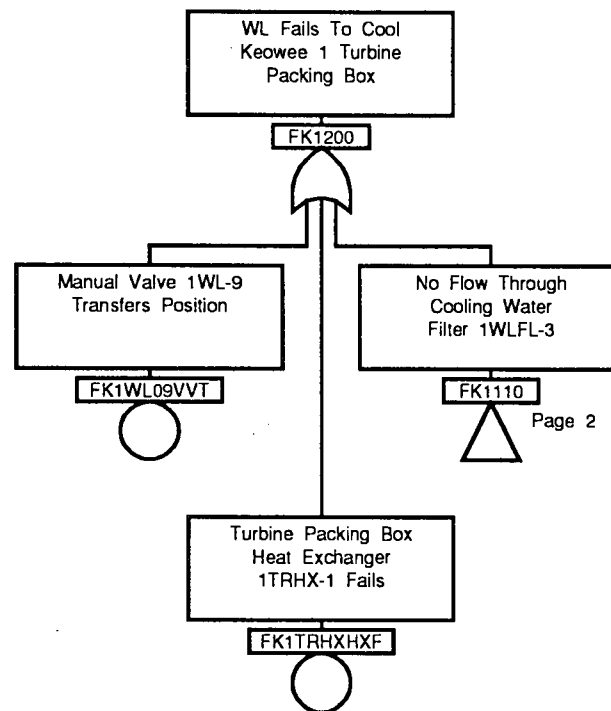 WL Fails To Cool
Keowee 1 Turbine
Packing Box
FK1200
Manual Valve 1WL-9
Transfers Position
FK1WL09VVT
No Flow Through
Cooling Water
Filter 1WLFL-3
FK1110
Page 2
Turbine Packing Box
Heat Exchanger
1TRHX-1 Fails
FK1TRHXHXF